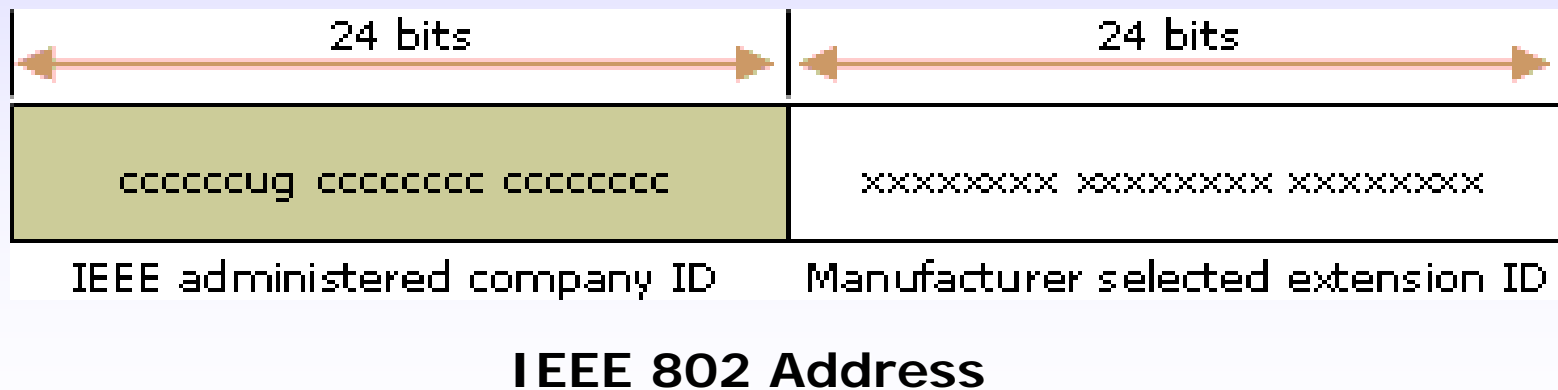 24 bits 24 bits
ccccccug cccccccc cccccccc xxxxxxxx xxxxxxxx xxxxxxxx
IEEE administered company ID Manufacturer selected extension ID
IEEE 802 Address